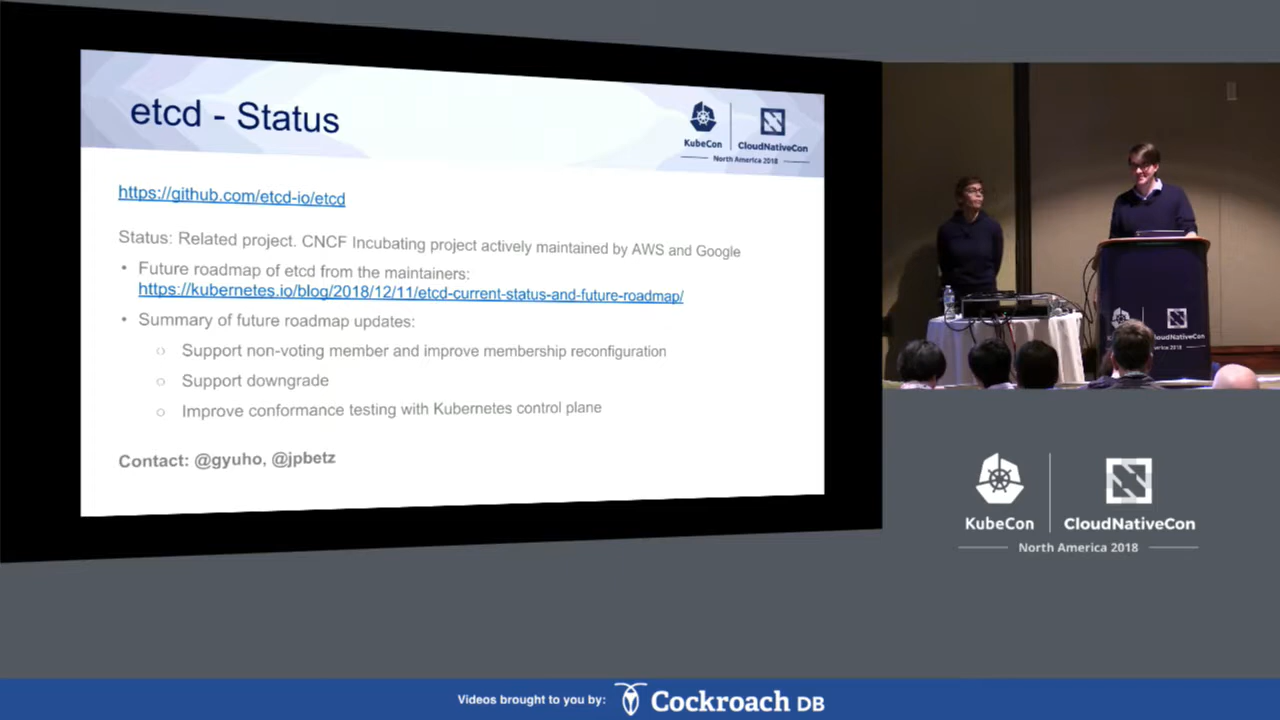 etcd - Status
KubeCon
CloudNativeCon
North America 2018
https://github.com/etcd-io/etcd
Status: Related project. CNCF Incubating project actively maintained by AWS and Google
• Future roadmap of etcd from the maintainers:
https://kubernetes.io/blog/2018/12/11/etcd-current-status-and-future-roadmap/
• Summary of future roadmap updates:
○ Support non-voting member and improve membership reconfiguration
○ Support downgrade
○ Improve conformance testing with Kubernetes control plane
Contact: @gyuho, @jpbetz
CloudNativeCon
KubeCon
CloudNativeCon
North America 2018
Videos brought to you by:
Cockroach DB